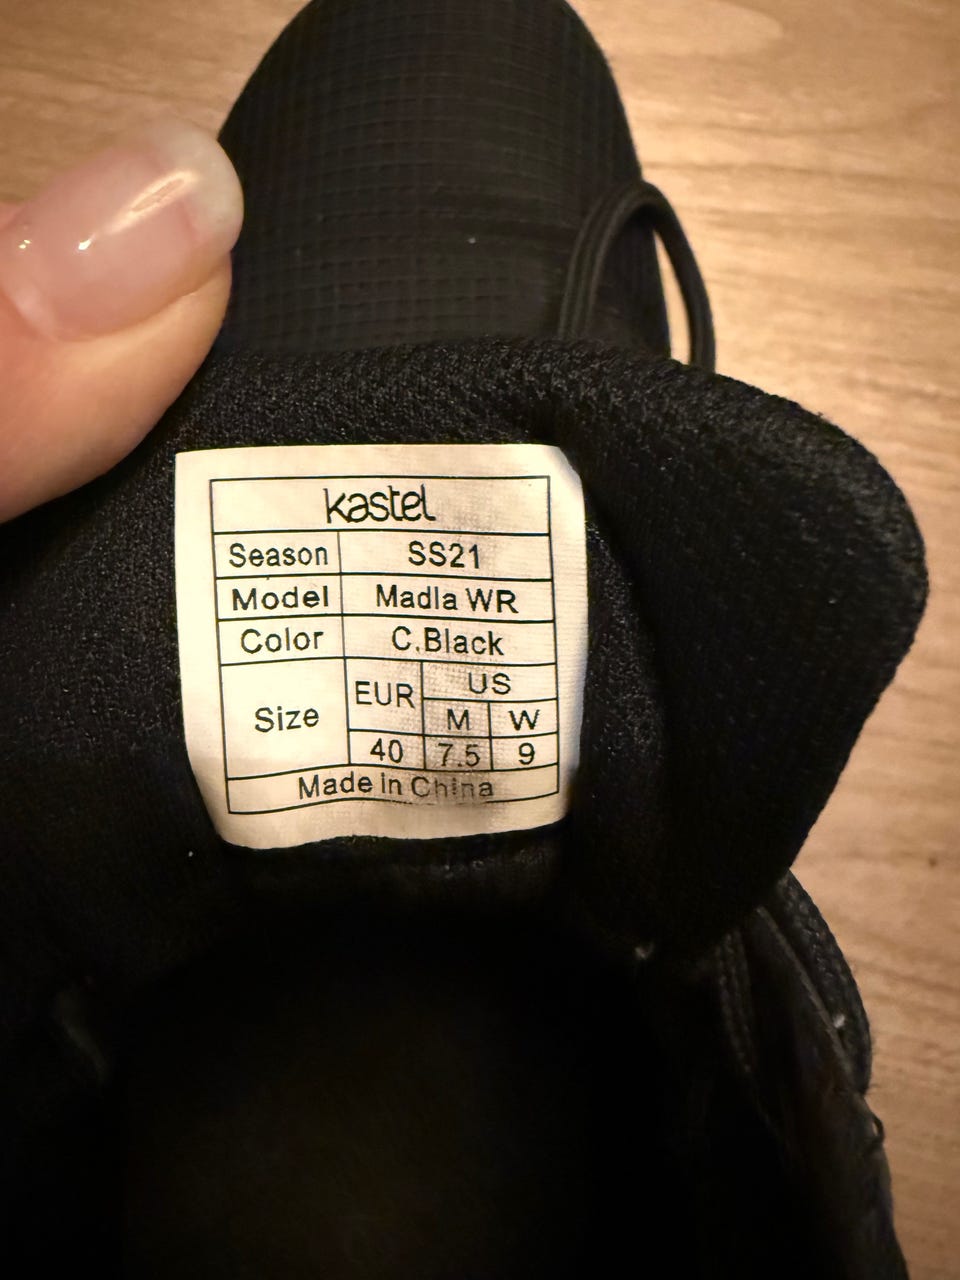 kastel
Season SS21
Model Madla WR
Color C.Black
Size EUR US
M W
40 7.5 9
Made in China